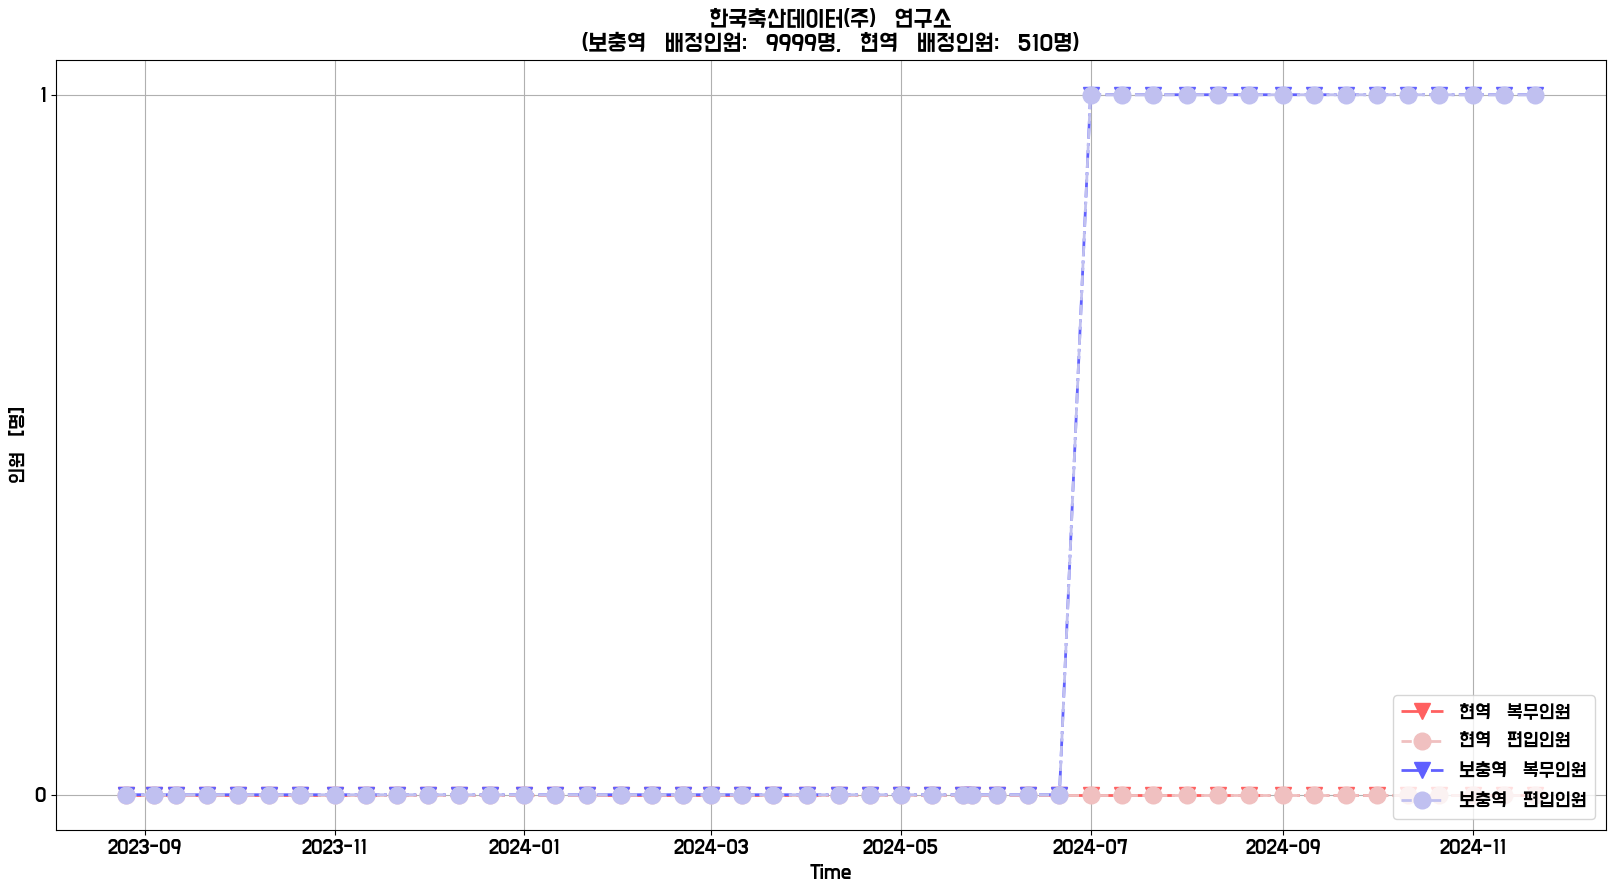 한국축산데이터(주) 연구소
(보충역 배정인원: 9999명, 현역 배정인원: 510명)
인원 [명]
1
0
2023-09 2023-11 2024-01 2024-03 2024-05 2024-07 2024-09 2024-11
Time
현역 복무인원
현역 편입인원
보충역 복무인원
보충역 편입인원